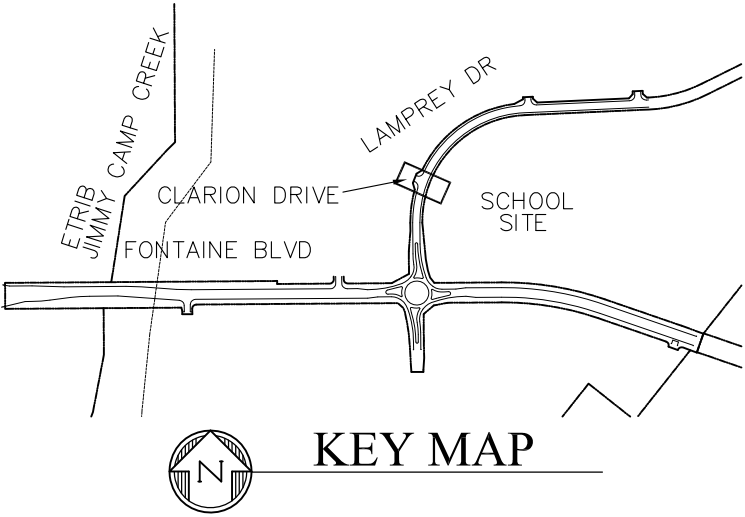 LAMPREY DR
ETRIB
JIMMY CAMP CREEK
CLARION DRIVE
SCHOOL
SITE
FONTAINE BLVD
KEY MAP
N